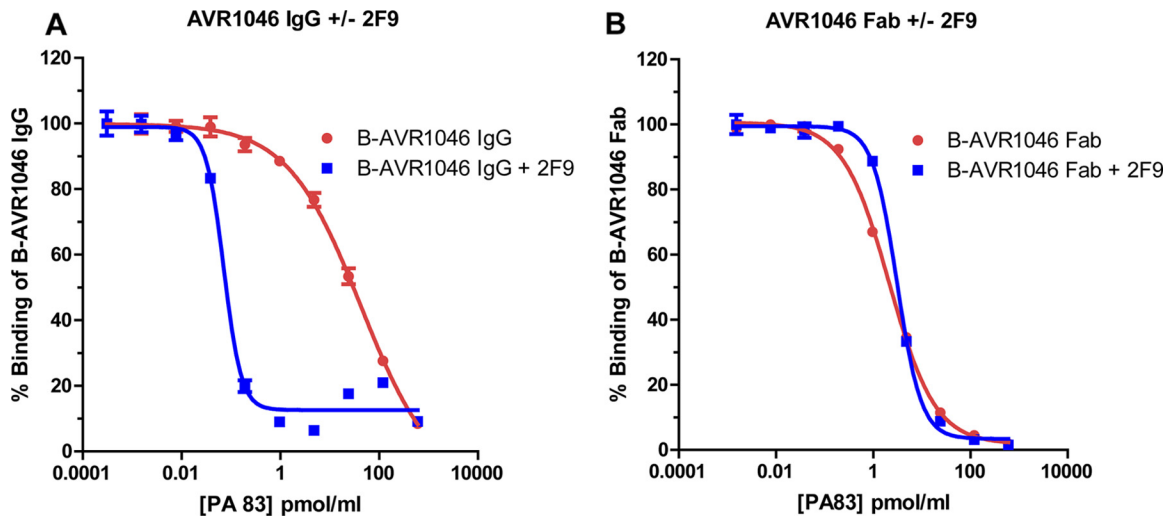 A
AVR1046 IgG +/- 2F9
% Binding of B-AVR1046 IgG
120
100
80
60
40
20
0
B-AVR1046 IgG
B-AVR1046 IgG + 2F9
0.0001
0.01
1
100
10000
[PA 83] pmol/ml
B
AVR1046 Fab +/- 2F9
% Binding of B-AVR1046 Fab
120
100
80
60
40
20
0
B-AVR1046 Fab
B-AVR1046 Fab + 2F9
0.0001
0.01
1
100
10000
[PA83] pmol/ml